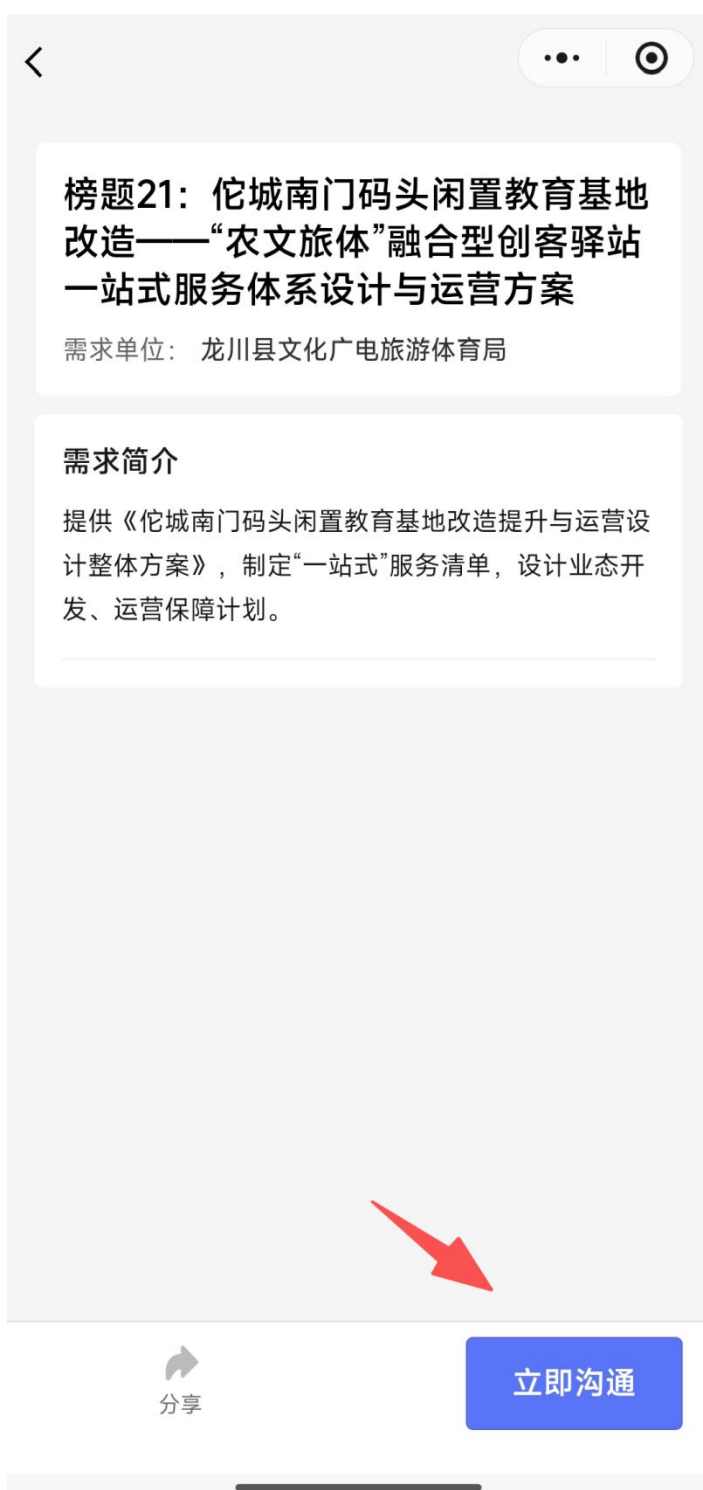 榜题21：佗城南门码头闲置教育基地
改造——“农文旅体”融合型创客驿站
一站式服务体系设计与运营方案
需求单位： 龙川县文化广电旅游体育局
需求简介
提供《佗城南门码头闲置教育基地改造提升与运营设
计整体方案》，制定“一站式”服务清单，设计业态开
发、运营保障计划。
分享
立即沟通